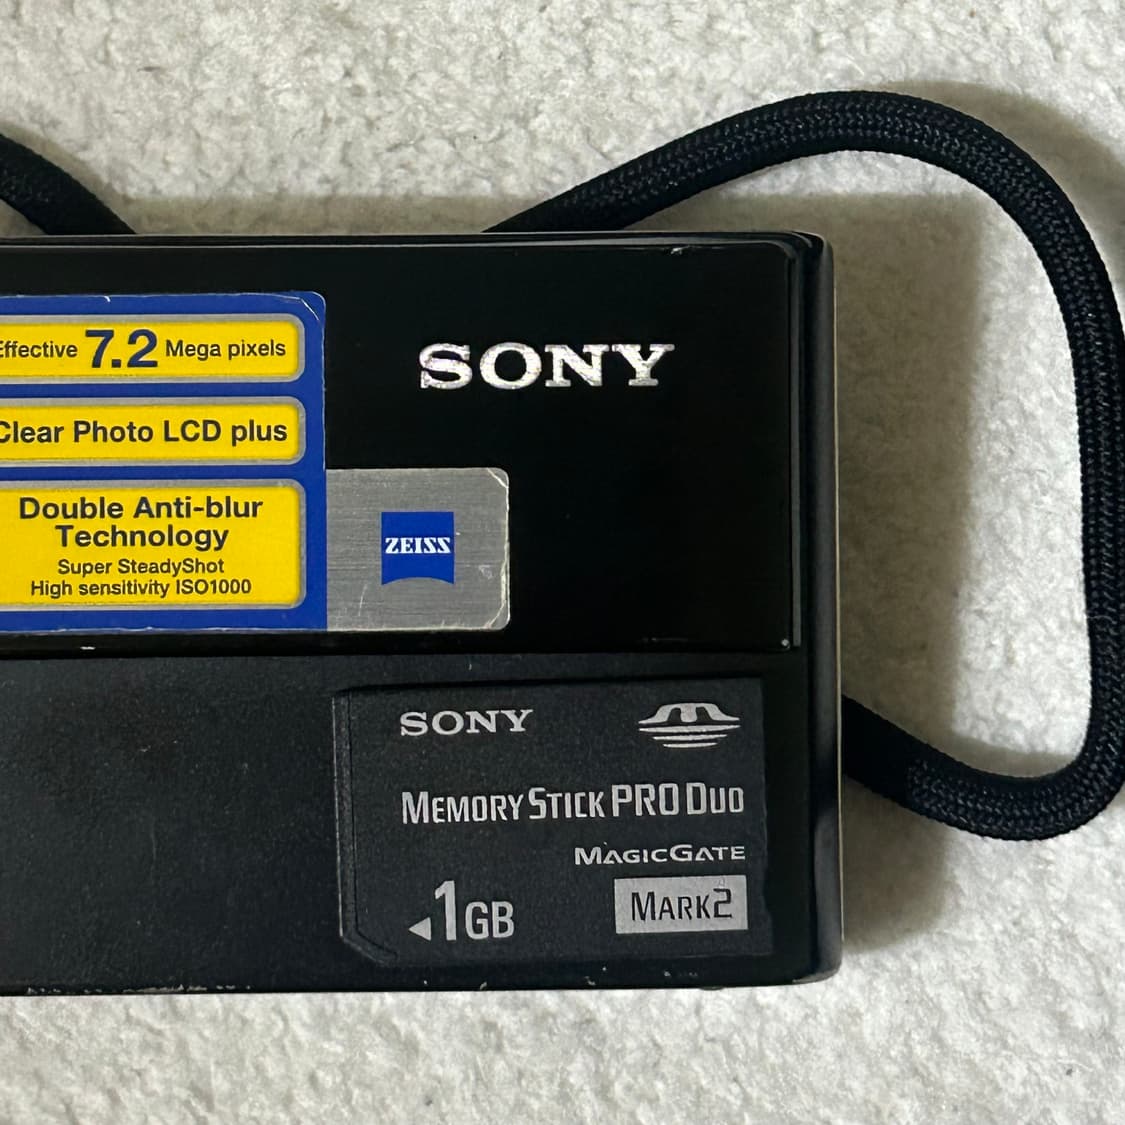 Effective 7.2 Mega pixels
SONY
Clear Photo LCD plus
Double Anti-blur
Technology
Super SteadyShot
High sensitivity ISO1000
ZEISS
SONY
MEMORY STICK PRO DUO
MAGICGATE
1GB
MARK2